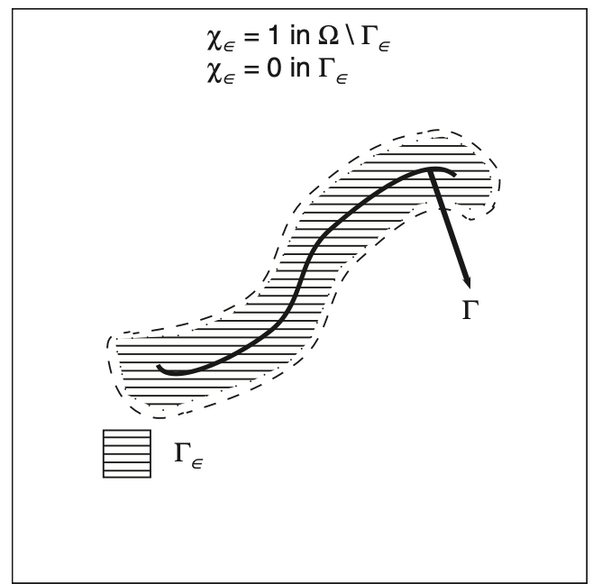 χ∈ = 1 in Ω \ Γ∈
χ∈ = 0 in Γ∈
Γ
Γ∈